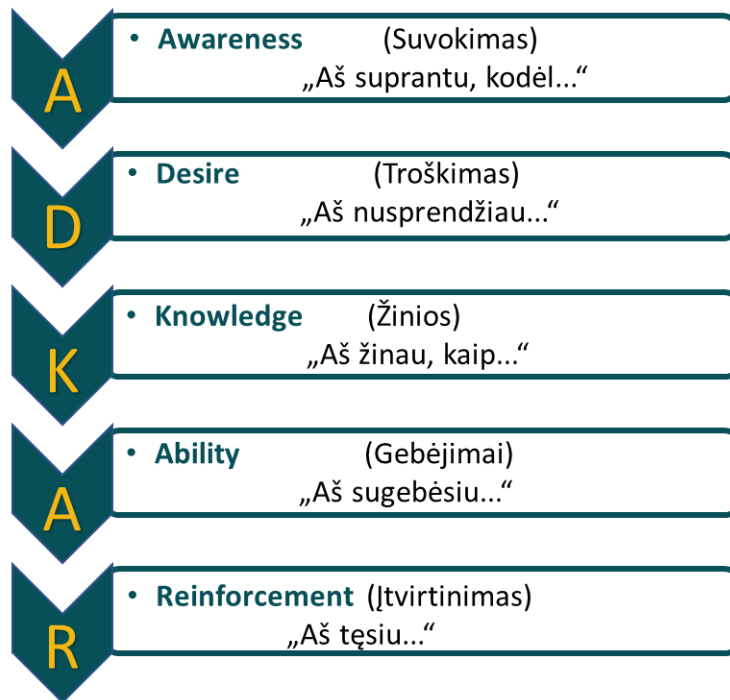 A
• Awareness (Suvokimas)
„Aš suprantu, kodėl...“
D
• Desire (Troškimas)
„Aš nusprendžiau...“
K
• Knowledge (Žinios)
„Aš žinau, kaip...“
A
• Ability (Gebėjimai)
„Aš sugebėsiu...“
R
• Reinforcement (Įtvirtinimas)
„Aš tęsiu...“